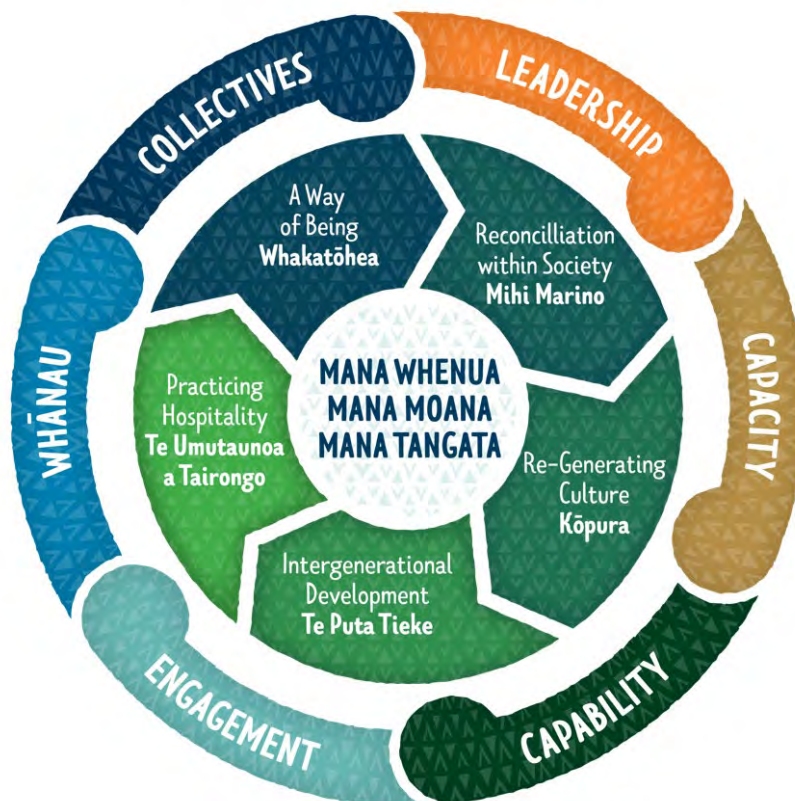 COLLECTIVES
LEADERSHIP
CAPACITY
CAPABILITY
ENGAGEMENT
WHĀNAU
A Way
of Being
Whakatōhea
Reconcilliation
within Society
Mihi Marino
Re-Generating
Culture
Kōpura
Intergenerational
Development
Te Puta Tieke
Practicing
Hospitality
Te Umutaunoa
a Tairongo
MANA WHENUA
MANA MOANA
MANA TANGATA